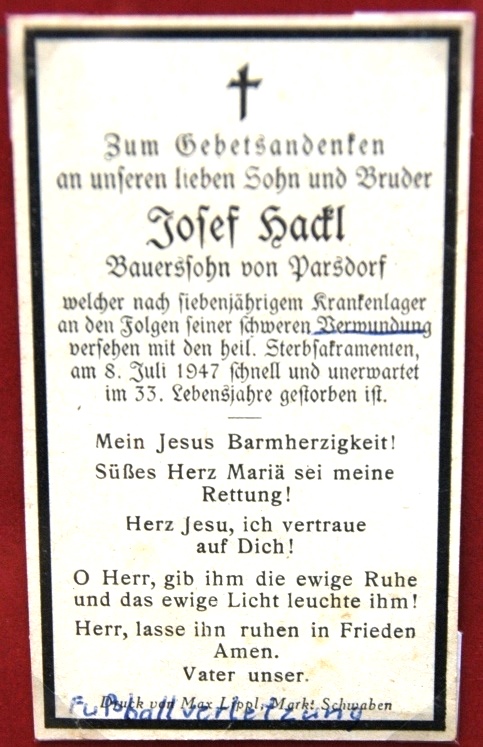 Zum Gebetsandenken
an unseren lieben Sohn und Bruder
Josef Hackl
Bauerssohn von Parsdorf
welcher nach siebenjährigem Krankenlager
an den Folgen seiner schweren Verwundung
versehen mit den heil. Sterbsakramenten,
am 8. Juli 1947 schnell und unerwartet
im 33. Lebensjahre gestorben ist.
Mein Jesus Barmherzigkeit!
Süßes Herz Mariä sei meine
Rettung!
Herz Jesu, ich vertraue
auf Dich!
O Herr, gib ihm die ewige Ruhe
und das ewige Licht leuchte ihm!
Herr, lasse ihn ruhen in Frieden
Amen.
Vater unser.
Druck von Max Lippl, Markt Schwaben
Fußballverletzung